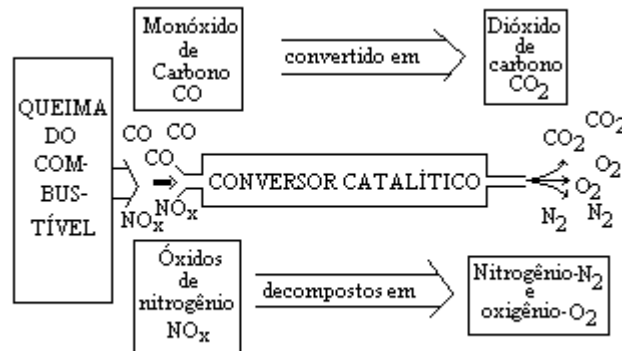 Monóxido
de
Carbono
CO
convertido em
Dióxido
de
carbono
CO₂
QUEIMA
DO
COM-
BUS-
TÍVEL
CO CO
CO
NOx NOx
CONVERSOR CATALÍTICO
CO₂ CO₂
O₂
O₂
N₂ N₂
Óxidos
de
nitrogênio
NOx
decompostos em
Nitrogênio-N₂
e
oxigênio-O₂